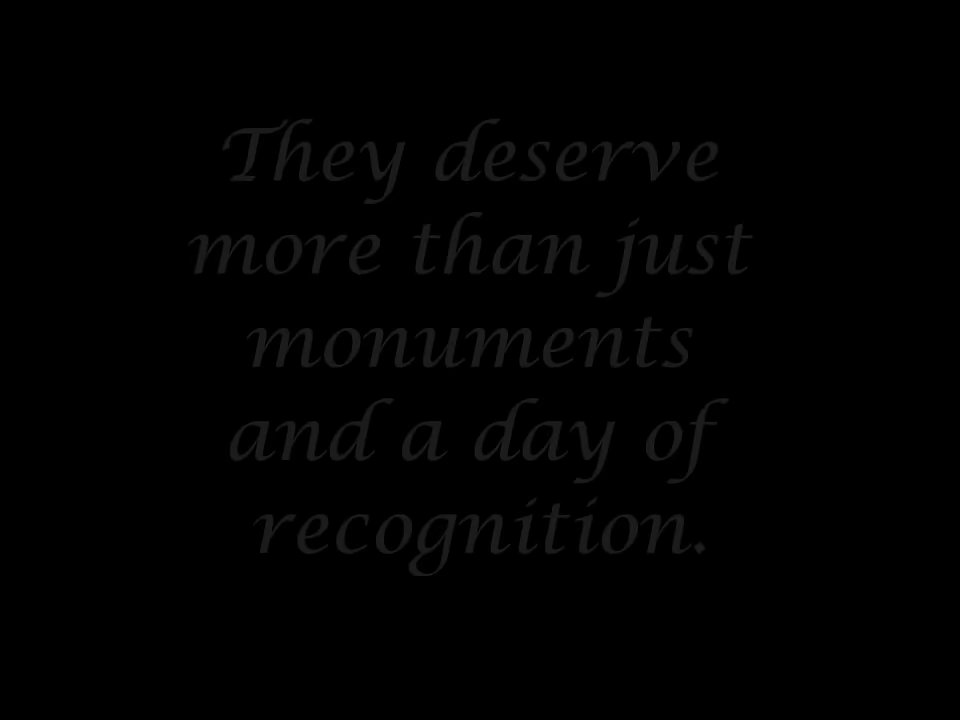 They deserve
more than just
monuments
and a day of
recognition.